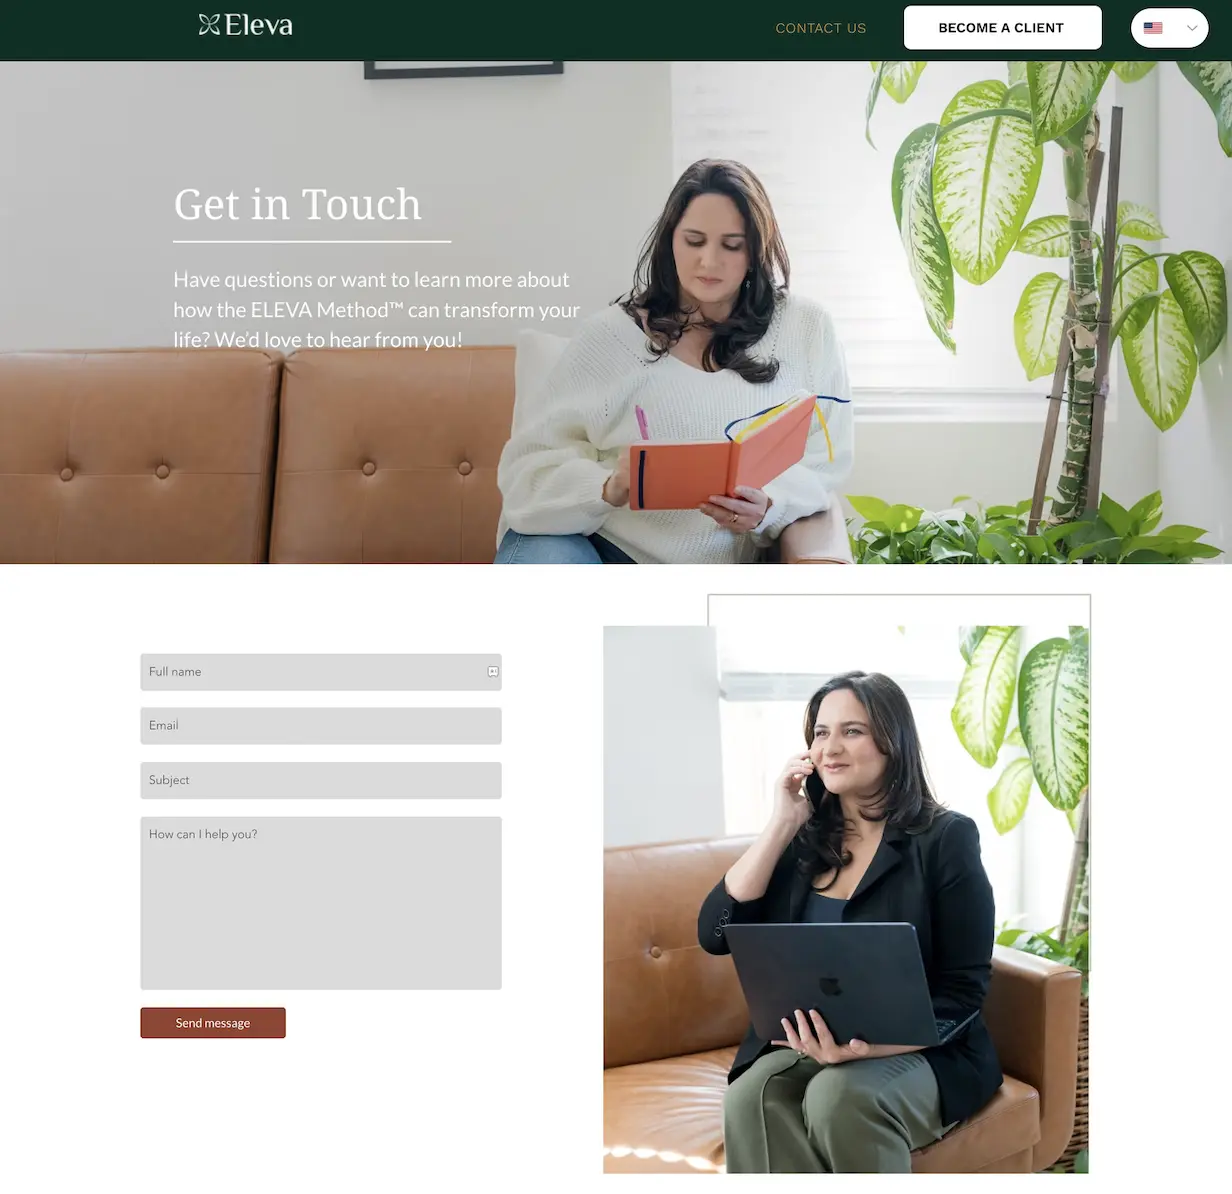 Eleva
CONTACT US
BECOME A CLIENT
Get in Touch
Have questions or want to learn more about
how the ELEVA Method™ can transform your
life? We'd love to hear from you!
Full name
Email
Subject
How can I help you?
Send message